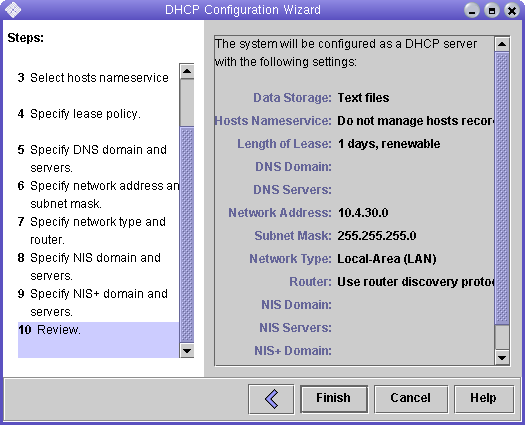 DHCP Configuration Wizard
Steps:
3 Select hosts nameservice
4 Specify lease policy.
5 Specify DNS domain and
servers.
6 Specify network address an
subnet mask.
7 Specify network type and
router.
8 Specify NIS domain and
servers.
9 Specify NIS+ domain and
servers.
10 Review.
The system will be configured as a DHCP server
with the following settings:
Data Storage: Text files
Hosts Nameservice: Do not manage hosts recor
Length of Lease: 1 days, renewable
DNS Domain:
DNS Servers:
Network Address: 10.4.30.0
Subnet Mask: 255.255.255.0
Network Type: Local-Area (LAN)
Router: Use router discovery proto
NIS Domain:
NIS Servers:
NIS+ Domain:
Finish
Cancel
Help